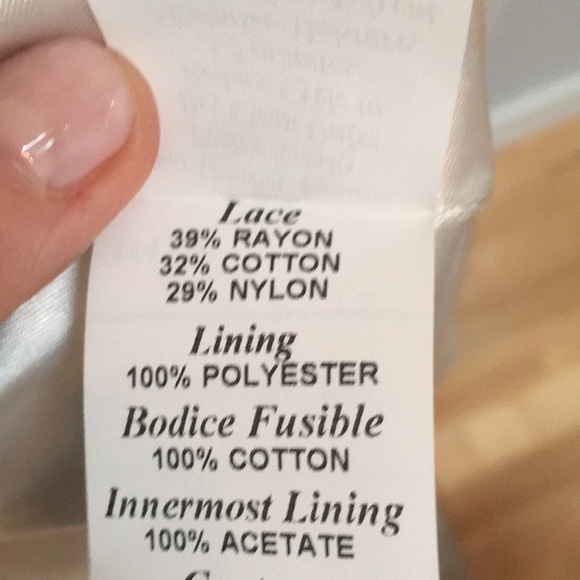 Lace
39% RAYON
32% COTTON
29% NYLON
Lining
100% POLYESTER
Bodice Fusible
100% COTTON
Innermost Lining
100% ACETATE